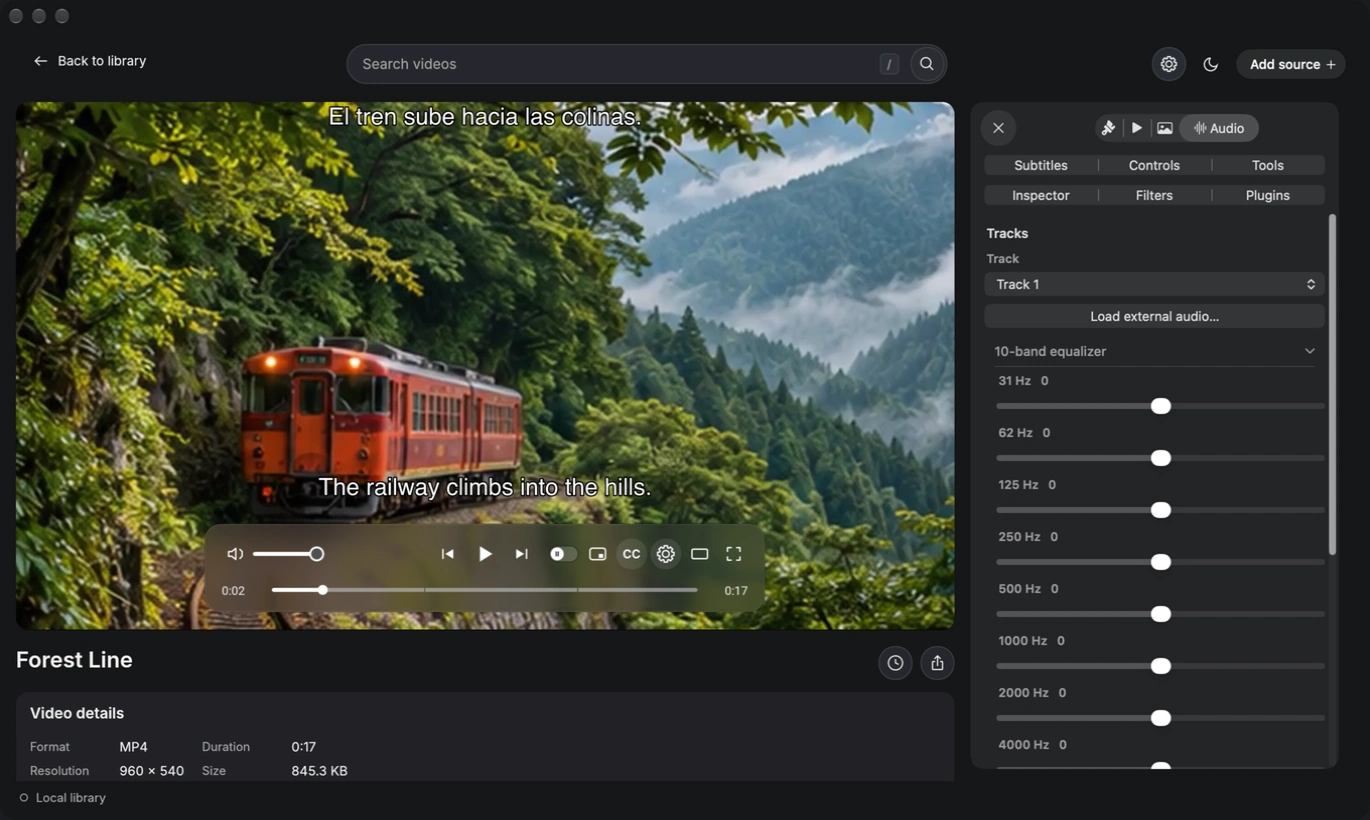 Back to library
Search videos /
Add source +
El tren sube hacia las colinas.
The railway climbs into the hills.
CC
0:02 0:17
Forest Line
Video details
Format MP4 Duration 0:17
Resolution 960 × 540 Size 845.3 KB
Local library
Audio
Subtitles Controls Tools
Inspector Filters Plugins
Tracks
Track
Track 1
Load external audio...
10-band equalizer
31 Hz 0
62 Hz 0
125 Hz 0
250 Hz 0
500 Hz 0
1000 Hz 0
2000 Hz 0
4000 Hz 0